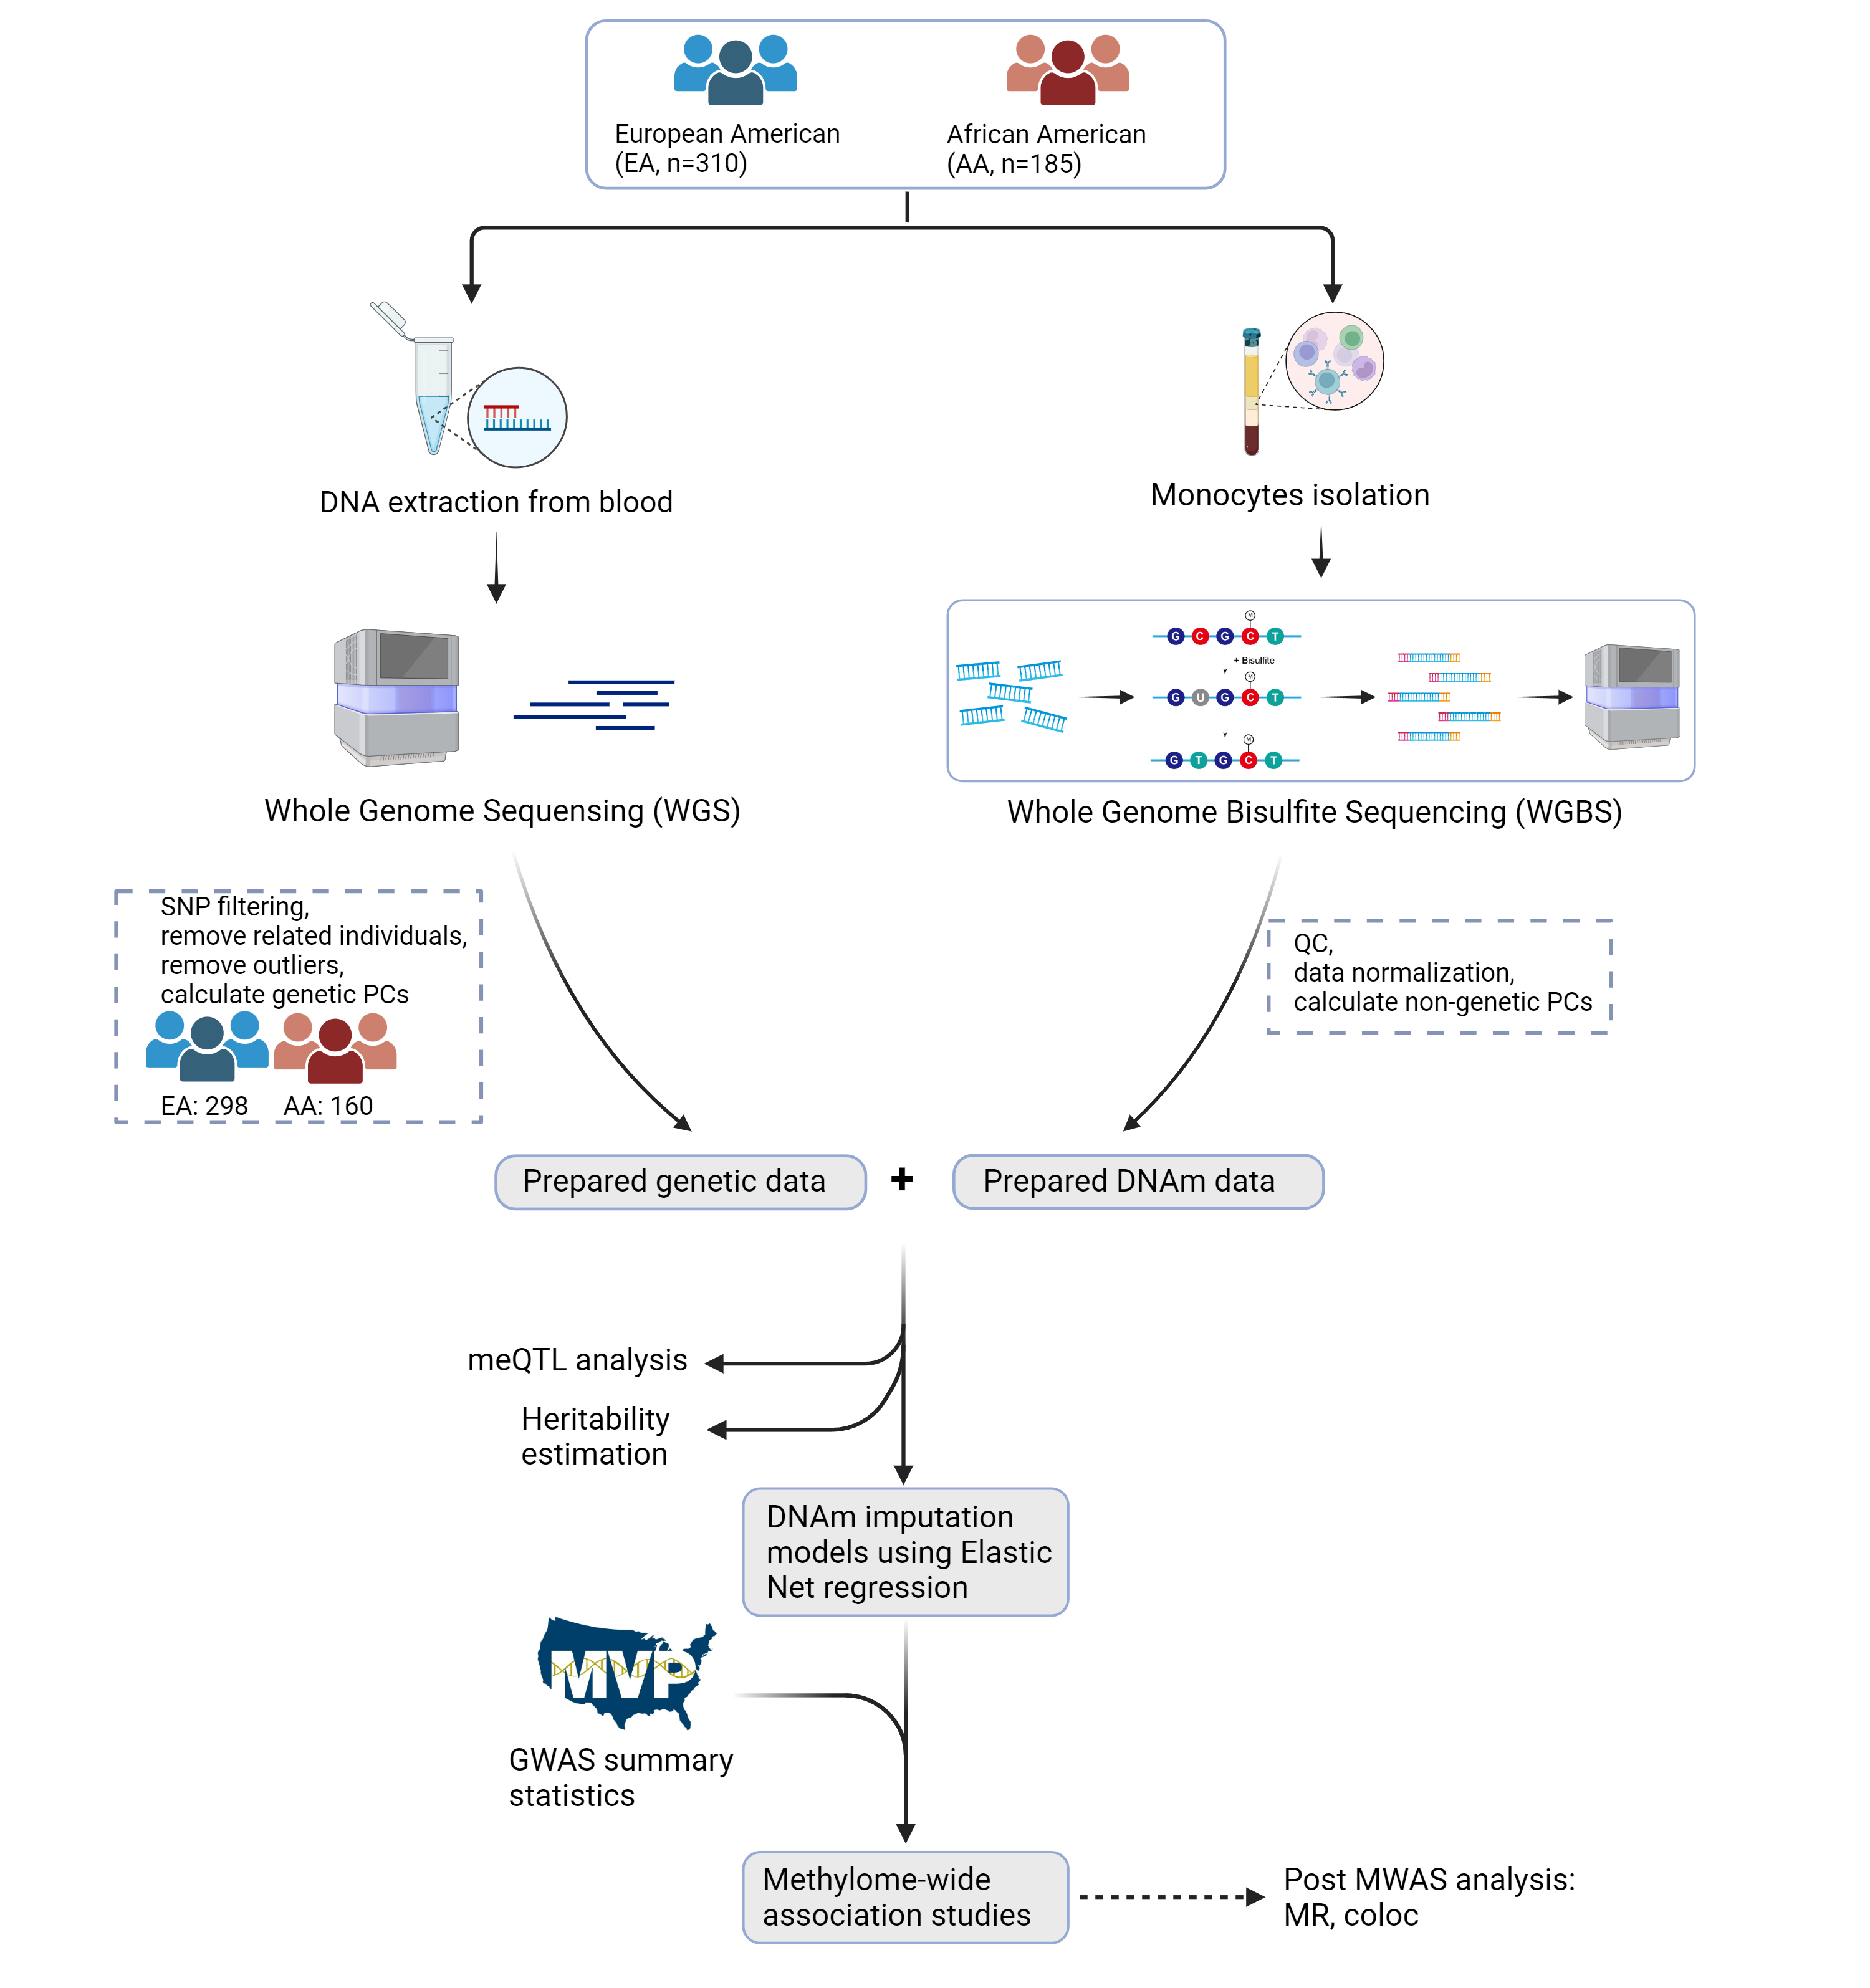 European American
(EA, n=310)
African American
(AA, n=185)
DNA extraction from blood
Monocytes isolation
M
G C G C T
+ Bisulfite
M
G U G C T
M
G T G C T
Whole Genome Sequensing (WGS)
Whole Genome Bisulfite Sequencing (WGBS)
SNP filtering,
remove related individuals,
remove outliers,
calculate genetic PCs
EA: 298 AA: 160
QC,
data normalization,
calculate non-genetic PCs
Prepared genetic data
+
Prepared DNAm data
meQTL analysis
Heritability
estimation
DNAm imputation
models using Elastic
Net regression
MVP
GWAS summary
statistics
Methylome-wide
association studies
Post MWAS analysis:
MR, coloc